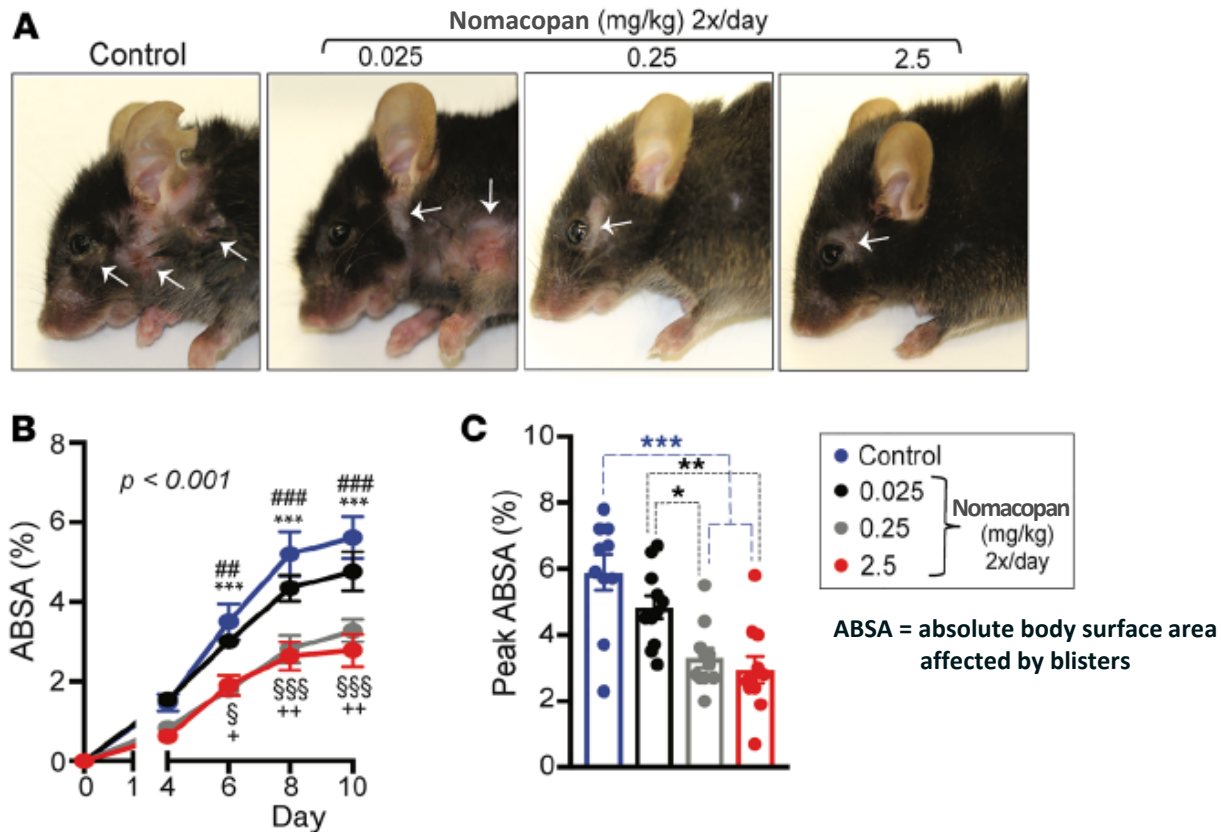 A
Nomacopan (mg/kg) 2x/day
Control
0.025
0.25
2.5
B
8
6
4
2
0
ABSA (%)
p < 0.001
##
***
###
***
###
***
§
+
§§§
++
§§§
++
0
1
4
6
8
10
Day
C
10
8
6
4
2
0
Peak ABSA (%)
***
**
*
Control
0.025
0.25
2.5
Nomacopan
(mg/kg)
2x/day
ABSA = absolute body surface area
affected by blisters